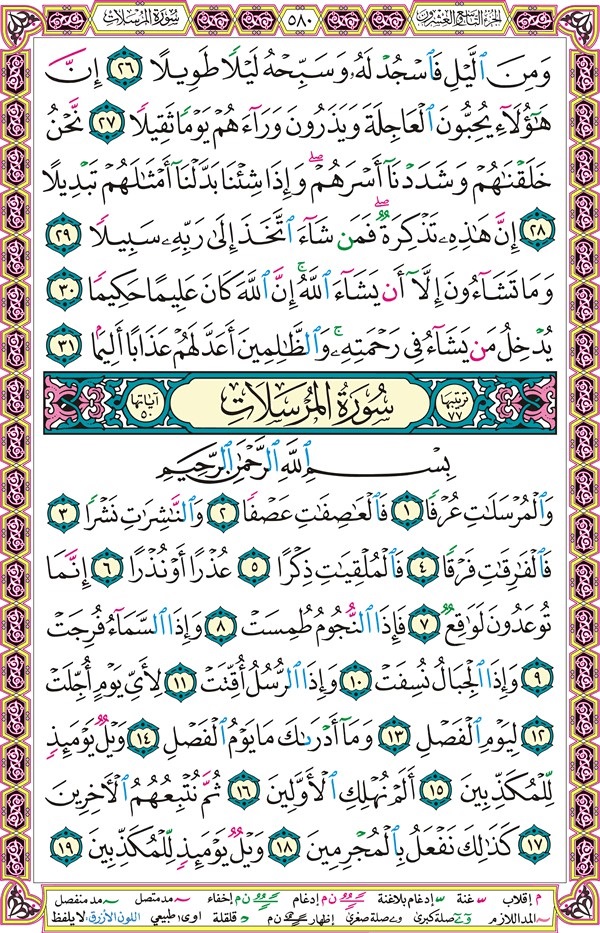 الجزء التاسع والعشرون
٥٨٠
سورة المرسلات
وَمِنَ ٱلَّيْلِ فَٱسْجُدْ لَهُۥ وَسَبِّحْهُ لَيْلًا طَوِيلًا ٢٦ إِنَّ
هَٰٓؤُلَآءِ يُحِبُّونَ ٱلْعَاجِلَةَ وَيَذَرُونَ وَرَآءَهُمْ يَوْمًا ثَقِيلًا ٢٧ نَّحْنُ
خَلَقْنَٰهُمْ وَشَدَدْنَآ أَسْرَهُمْ ۖ وَإِذَا شِئْنَا بَدَّلْنَآ أَمْثَٰلَهُمْ تَبْدِيلًا
٢٨ إِنَّ هَٰذِهِۦ تَذْكِرَةٌ ۖ فَمَن شَآءَ ٱتَّخَذَ إِلَىٰ رَبِّهِۦ سَبِيلًا ٢٩
وَمَا تَشَآءُونَ إِلَّآ أَن يَشَآءَ ٱللَّهُ ۚ إِنَّ ٱللَّهَ كَانَ عَلِيمًا حَكِيمًا ٣٠
يُدْخِلُ مَن يَشَآءُ فِى رَحْمَتِهِۦ ۚ وَٱلظَّٰلِمِينَ أَعَدَّ لَهُمْ عَذَابًا أَلِيمًۢا ٣١
ترتيبها ٧٧ سُورَةُ المُرْسَلَاتِ آياتها ٥٠
بِسْمِ ٱللَّهِ ٱلرَّحْمَٰنِ ٱلرَّحِيمِ
وَٱلْمُرْسَلَٰتِ عُرْفًا ١ فَٱلْعَٰصِفَٰتِ عَصْفًا ٢ وَٱلنَّٰشِرَٰتِ نَشْرًا ٣
فَٱلْفَٰرِقَٰتِ فَرْقًا ٤ فَٱلْمُلْقِيَٰتِ ذِكْرًا ٥ عُذْرًا أَوْ نُذْرًا ٦ إِنَّمَا
تُوعَدُونَ لَوَٰقِعٌ ٧ فَإِذَا ٱلنُّجُومُ طُمِسَتْ ٨ وَإِذَا ٱلسَّمَآءُ فُرِجَتْ
٩ وَإِذَا ٱلْجِبَالُ نُسِفَتْ ١٠ وَإِذَا ٱلرُّسُلُ أُقِّتَتْ ١١ لِأَىِّ يَوْمٍ أُجِّلَتْ
١٢ لِيَوْمِ ٱلْفَصْلِ ١٣ وَمَآ أَدْرَىٰكَ مَا يَوْمُ ٱلْفَصْلِ ١٤ وَيْلٌ يَوْمَئِذٍ
لِّلْمُكَذِّبِينَ ١٥ أَلَمْ نُهْلِكِ ٱلْأَوَّلِينَ ١٦ ثُمَّ نُتْبِعُهُمُ ٱلْءَاخِرِينَ
١٧ كَذَٰلِكَ نَفْعَلُ بِٱلْمُجْرِمِينَ ١٨ وَيْلٌ يَوْمَئِذٍ لِّلْمُكَذِّبِينَ ١٩
م إقلاب غنة إدغام بلاغنة ن م إدغام ن م إخفاء مد متصل مد منفصل
المد اللازم صلة كبرى صلة صغرى إظهار ن م قلقلة اوى طبيعي اللون الأزرق لا يلفظ